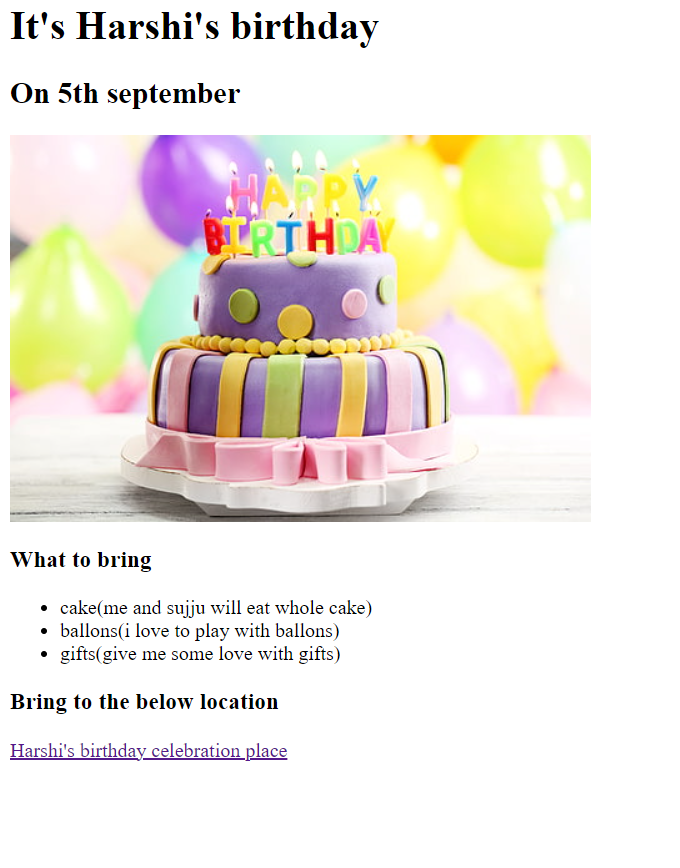 It's Harshi's birthday
On 5th september
HAPPY
BIRTHDAY
What to bring
cake(me and sujju will eat whole cake)
ballons(i love to play with ballons)
gifts(give me some love with gifts)
Bring to the below location
Harshi's birthday celebration place